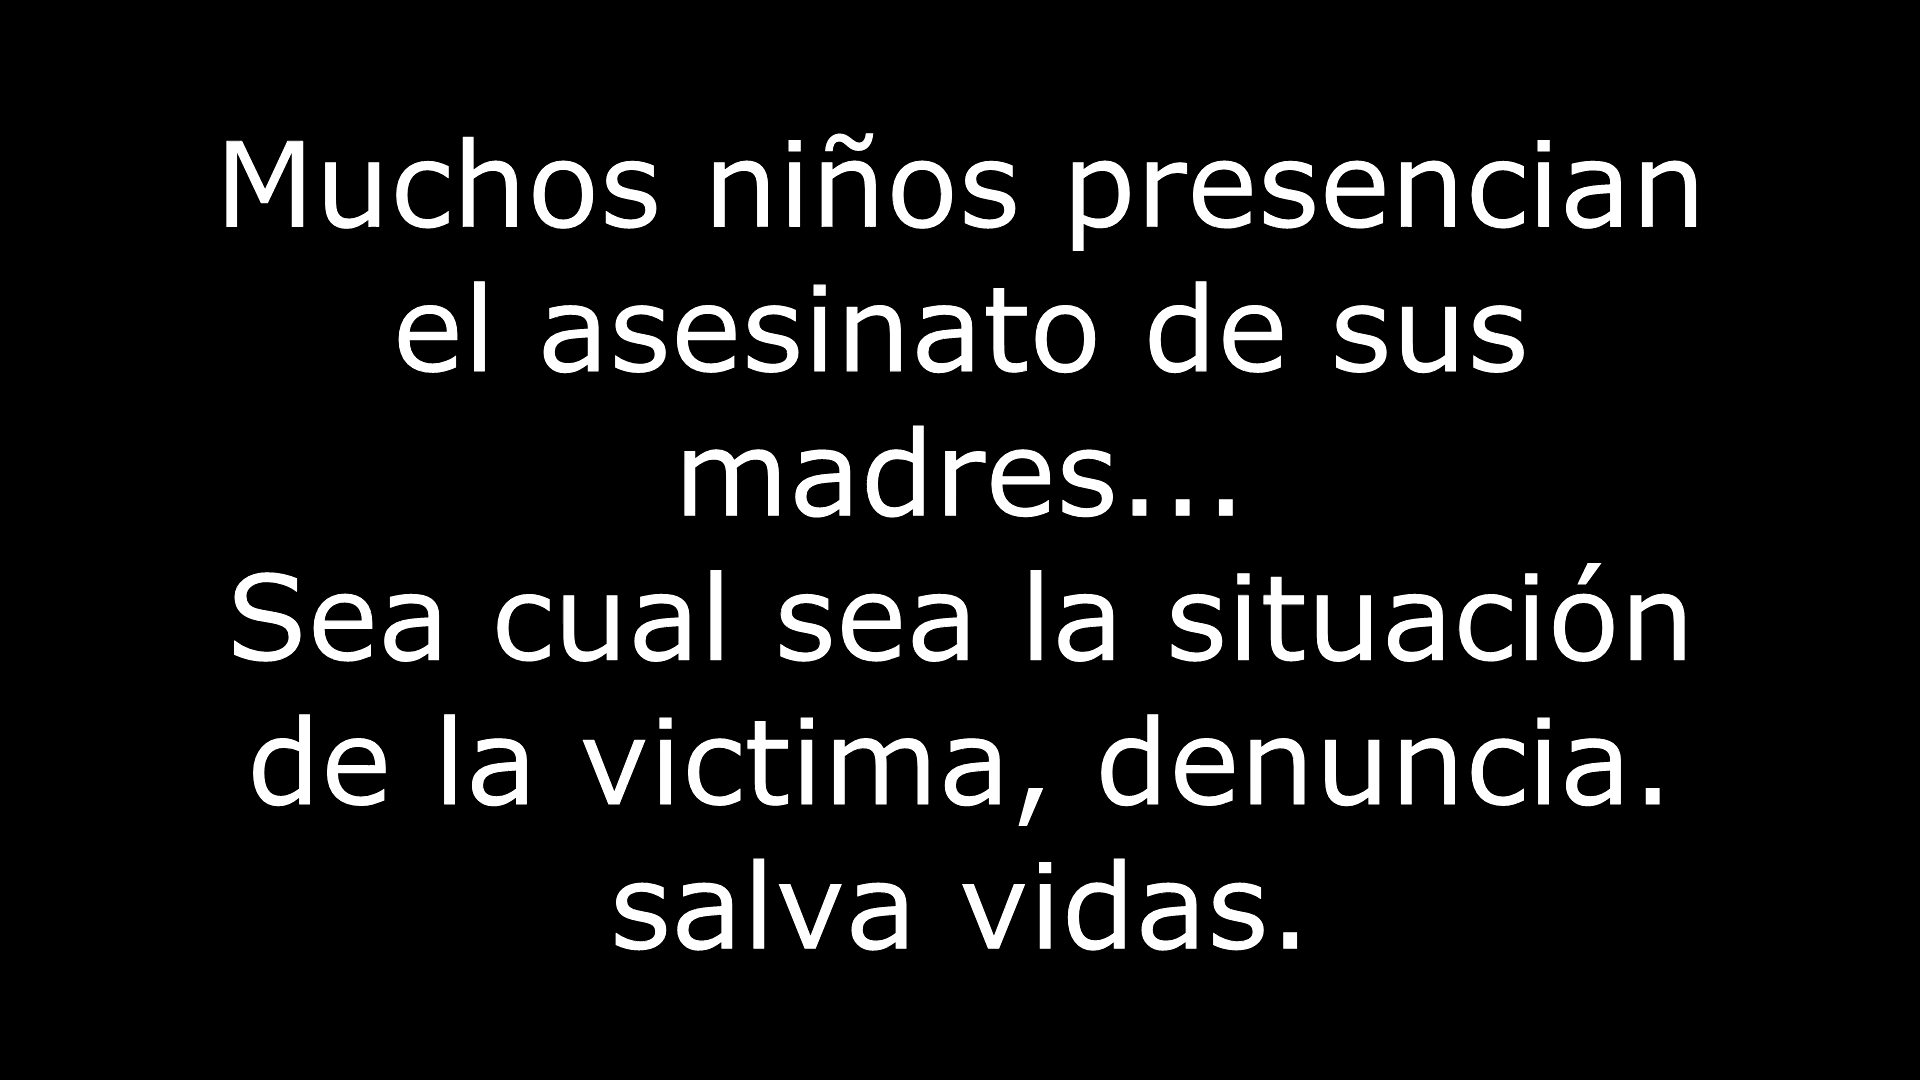 Muchos niños presencian
el asesinato de sus
madres...
Sea cual sea la situación
de la victima, denuncia.
salva vidas.